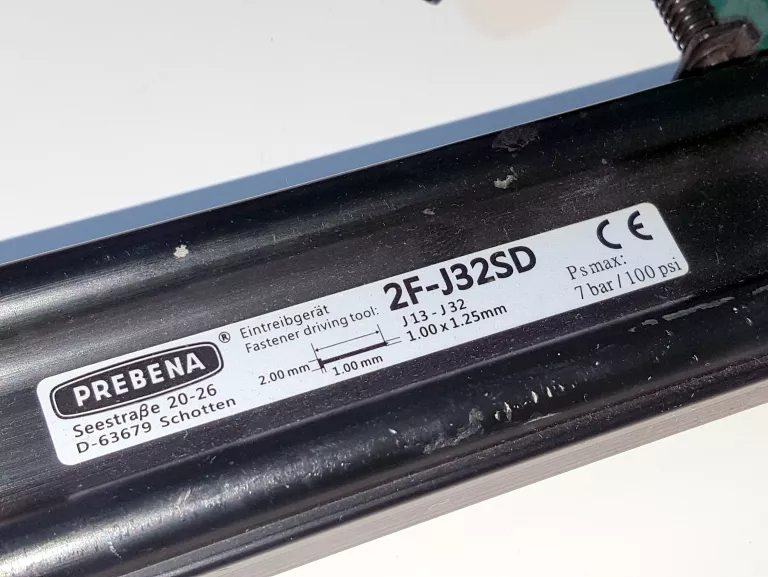 PREBENA®
Seestraße 20-26
D-63679 Schotten
Eintreibgerät
Fastener driving tool: 2F-J32SD
J13 - J32
1.00 x 1.25mm
2.00 mm
1.00 mm
CE
Ps max:
7 bar / 100 psi